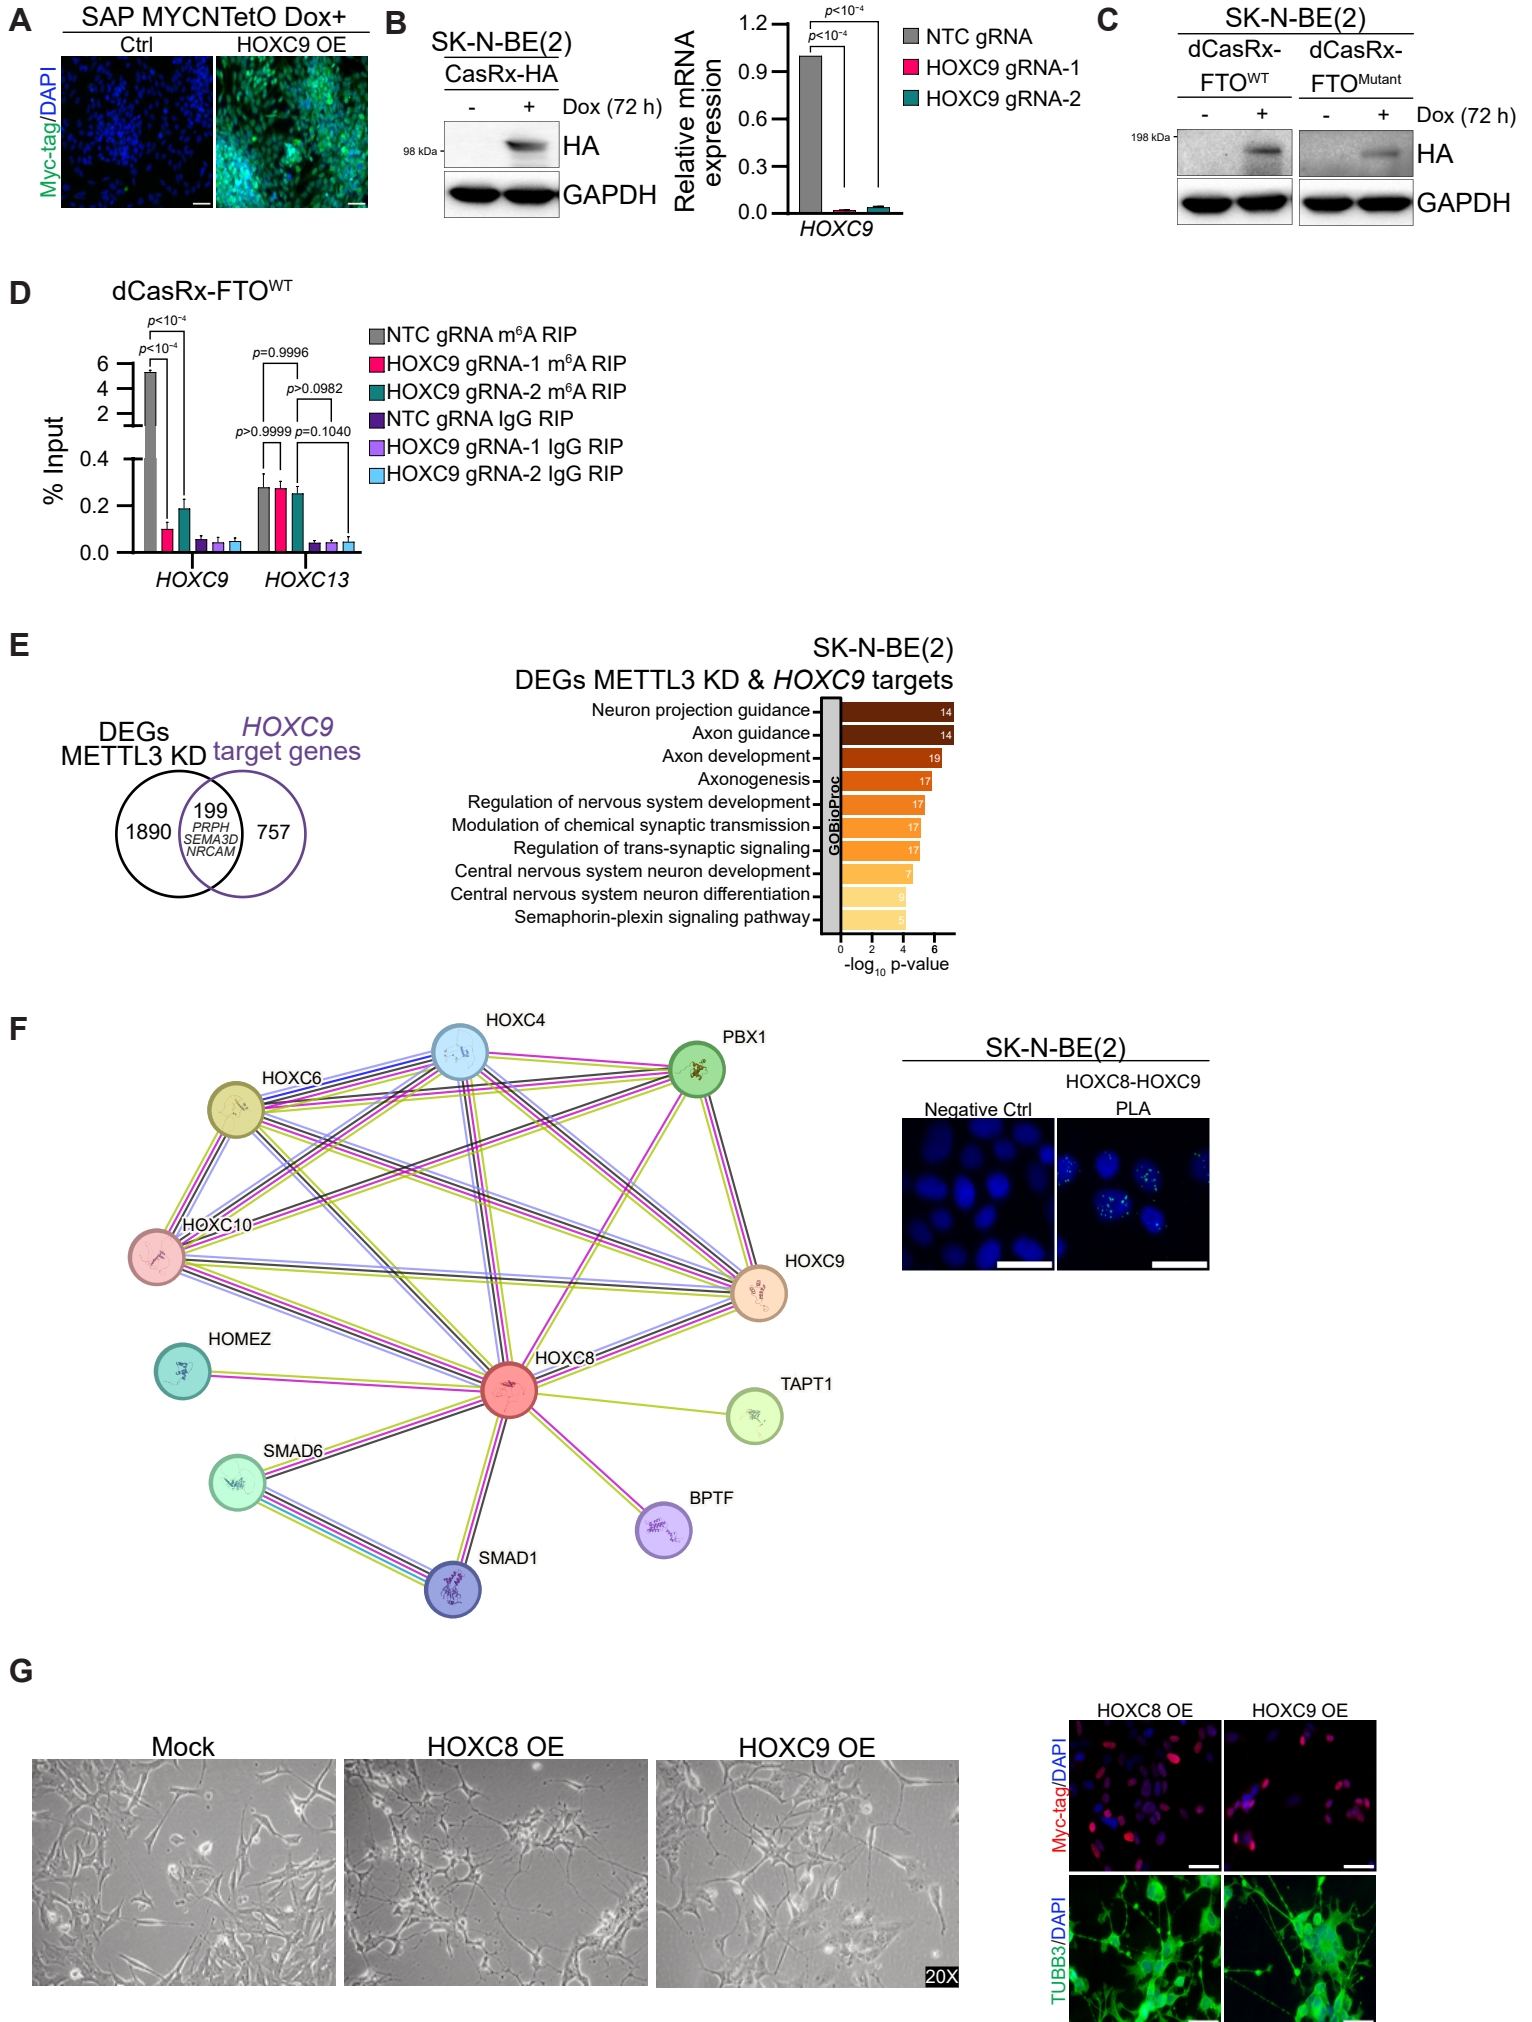 A
SAP MYCNTetO Dox+
Ctrl
HOXC9 OE
Myc-tag/DAPI
B
SK-N-BE(2)
CasRx-HA
-
+
Dox (72 h)
98 kDa
HA
GAPDH
Relative mRNA
expression
1.2
0.9
0.6
0.3
0.0
p<10⁻⁴
p<10⁻⁴
HOXC9
NTC gRNA
HOXC9 gRNA-1
HOXC9 gRNA-2
C
SK-N-BE(2)
dCasRx-
FTOᵂᵀ
dCasRx-
FTOᴹᵘᵗᵃⁿᵗ
-
+
-
+
Dox (72 h)
198 kDa
HA
GAPDH
D
dCasRx-FTOᵂᵀ
% Input
6
4
2
0.4
0.2
0.0
p<10⁻⁴
p<10⁻⁴
p=0.9996
p>0.0982
p>0.9999
p=0.1040
HOXC9
HOXC13
NTC gRNA m⁶A RIP
HOXC9 gRNA-1 m⁶A RIP
HOXC9 gRNA-2 m⁶A RIP
NTC gRNA IgG RIP
HOXC9 gRNA-1 IgG RIP
HOXC9 gRNA-2 IgG RIP
E
DEGs
METTL3 KD
HOXC9
target genes
1890
199
PRPH
SEMA3D
NRCAM
757
SK-N-BE(2)
DEGs METTL3 KD & HOXC9 targets
GOBioProc
Neuron projection guidance
14
Axon guidance
14
Axon development
19
Axonogenesis
17
Regulation of nervous system development
17
Modulation of chemical synaptic transmission
17
Regulation of trans-synaptic signaling
17
Central nervous system neuron development
7
Central nervous system neuron differentiation
9
Semaphorin-plexin signaling pathway
5
0
2
4
6
-log₁₀ p-value
F
HOXC4
PBX1
HOXC6
HOXC10
HOXC9
HOMEZ
HOXC8
TAPT1
SMAD6
BPTF
SMAD1
SK-N-BE(2)
Negative Ctrl
HOXC8-HOXC9
PLA
G
Mock
HOXC8 OE
HOXC9 OE
20X
HOXC8 OE
HOXC9 OE
Myc-tag/DAPI
TUBB3/DAPI